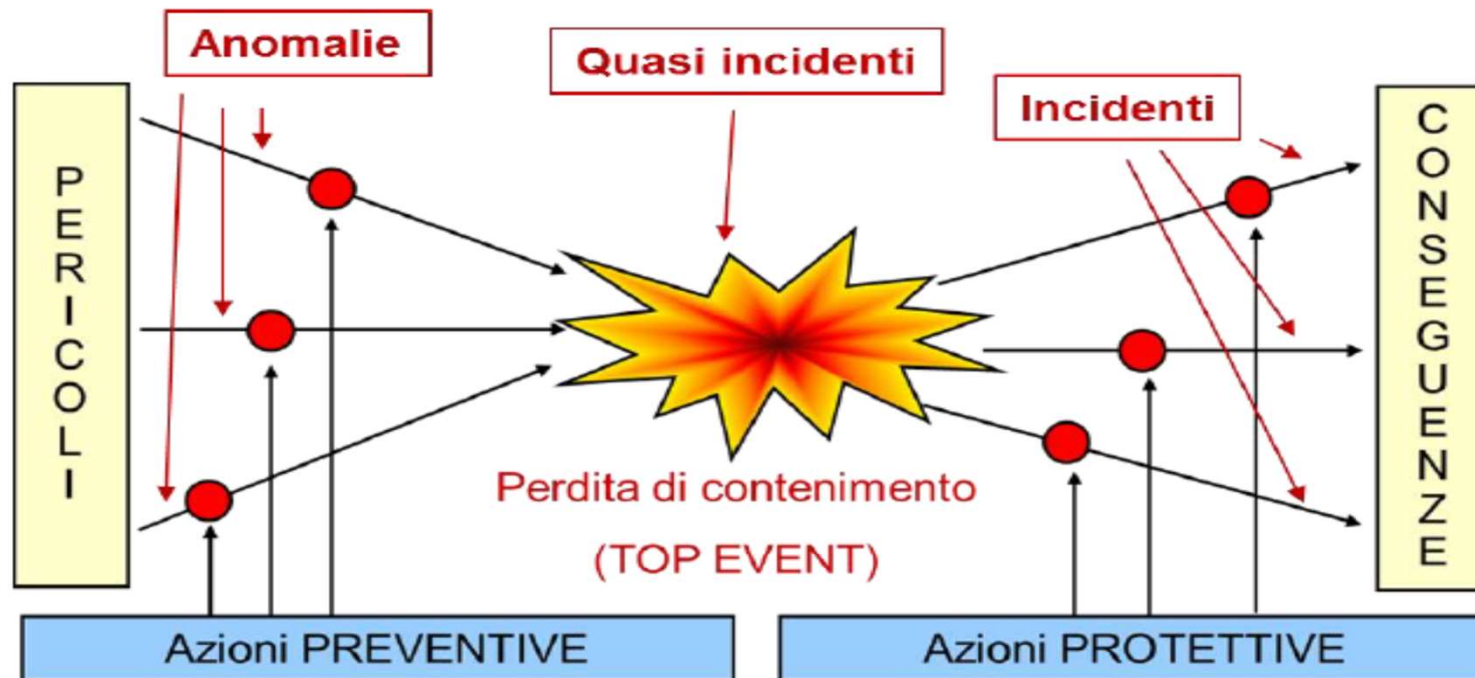 Anomalie
Quasi incidenti
Incidenti
PERICOLI
CONSEGUENZE
Perdita di contenimento
(TOP EVENT)
Azioni PREVENTIVE
Azioni PROTETTIVE